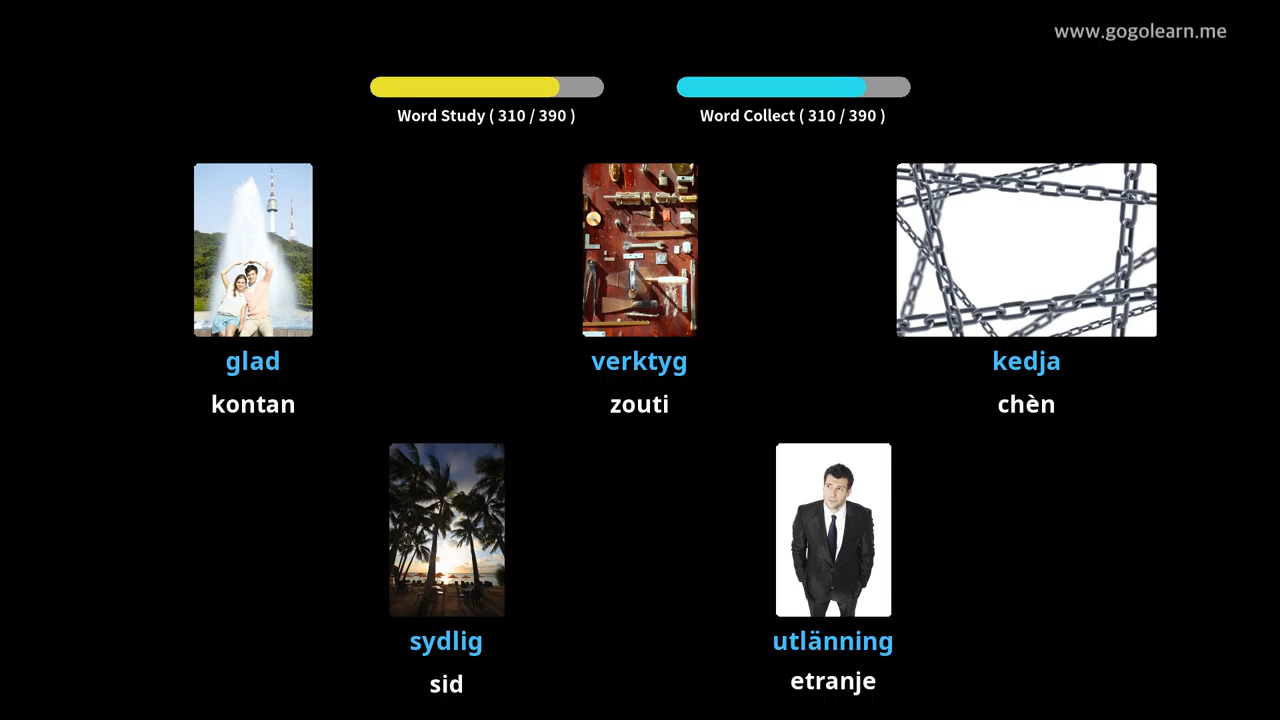 www.gogolearn.me
Word Study ( 310 / 390 )
Word Collect ( 310 / 390 )
glad
verktyg
kedja
kontan
zouti
chèn
sydlig
utlänning
sid
etranje